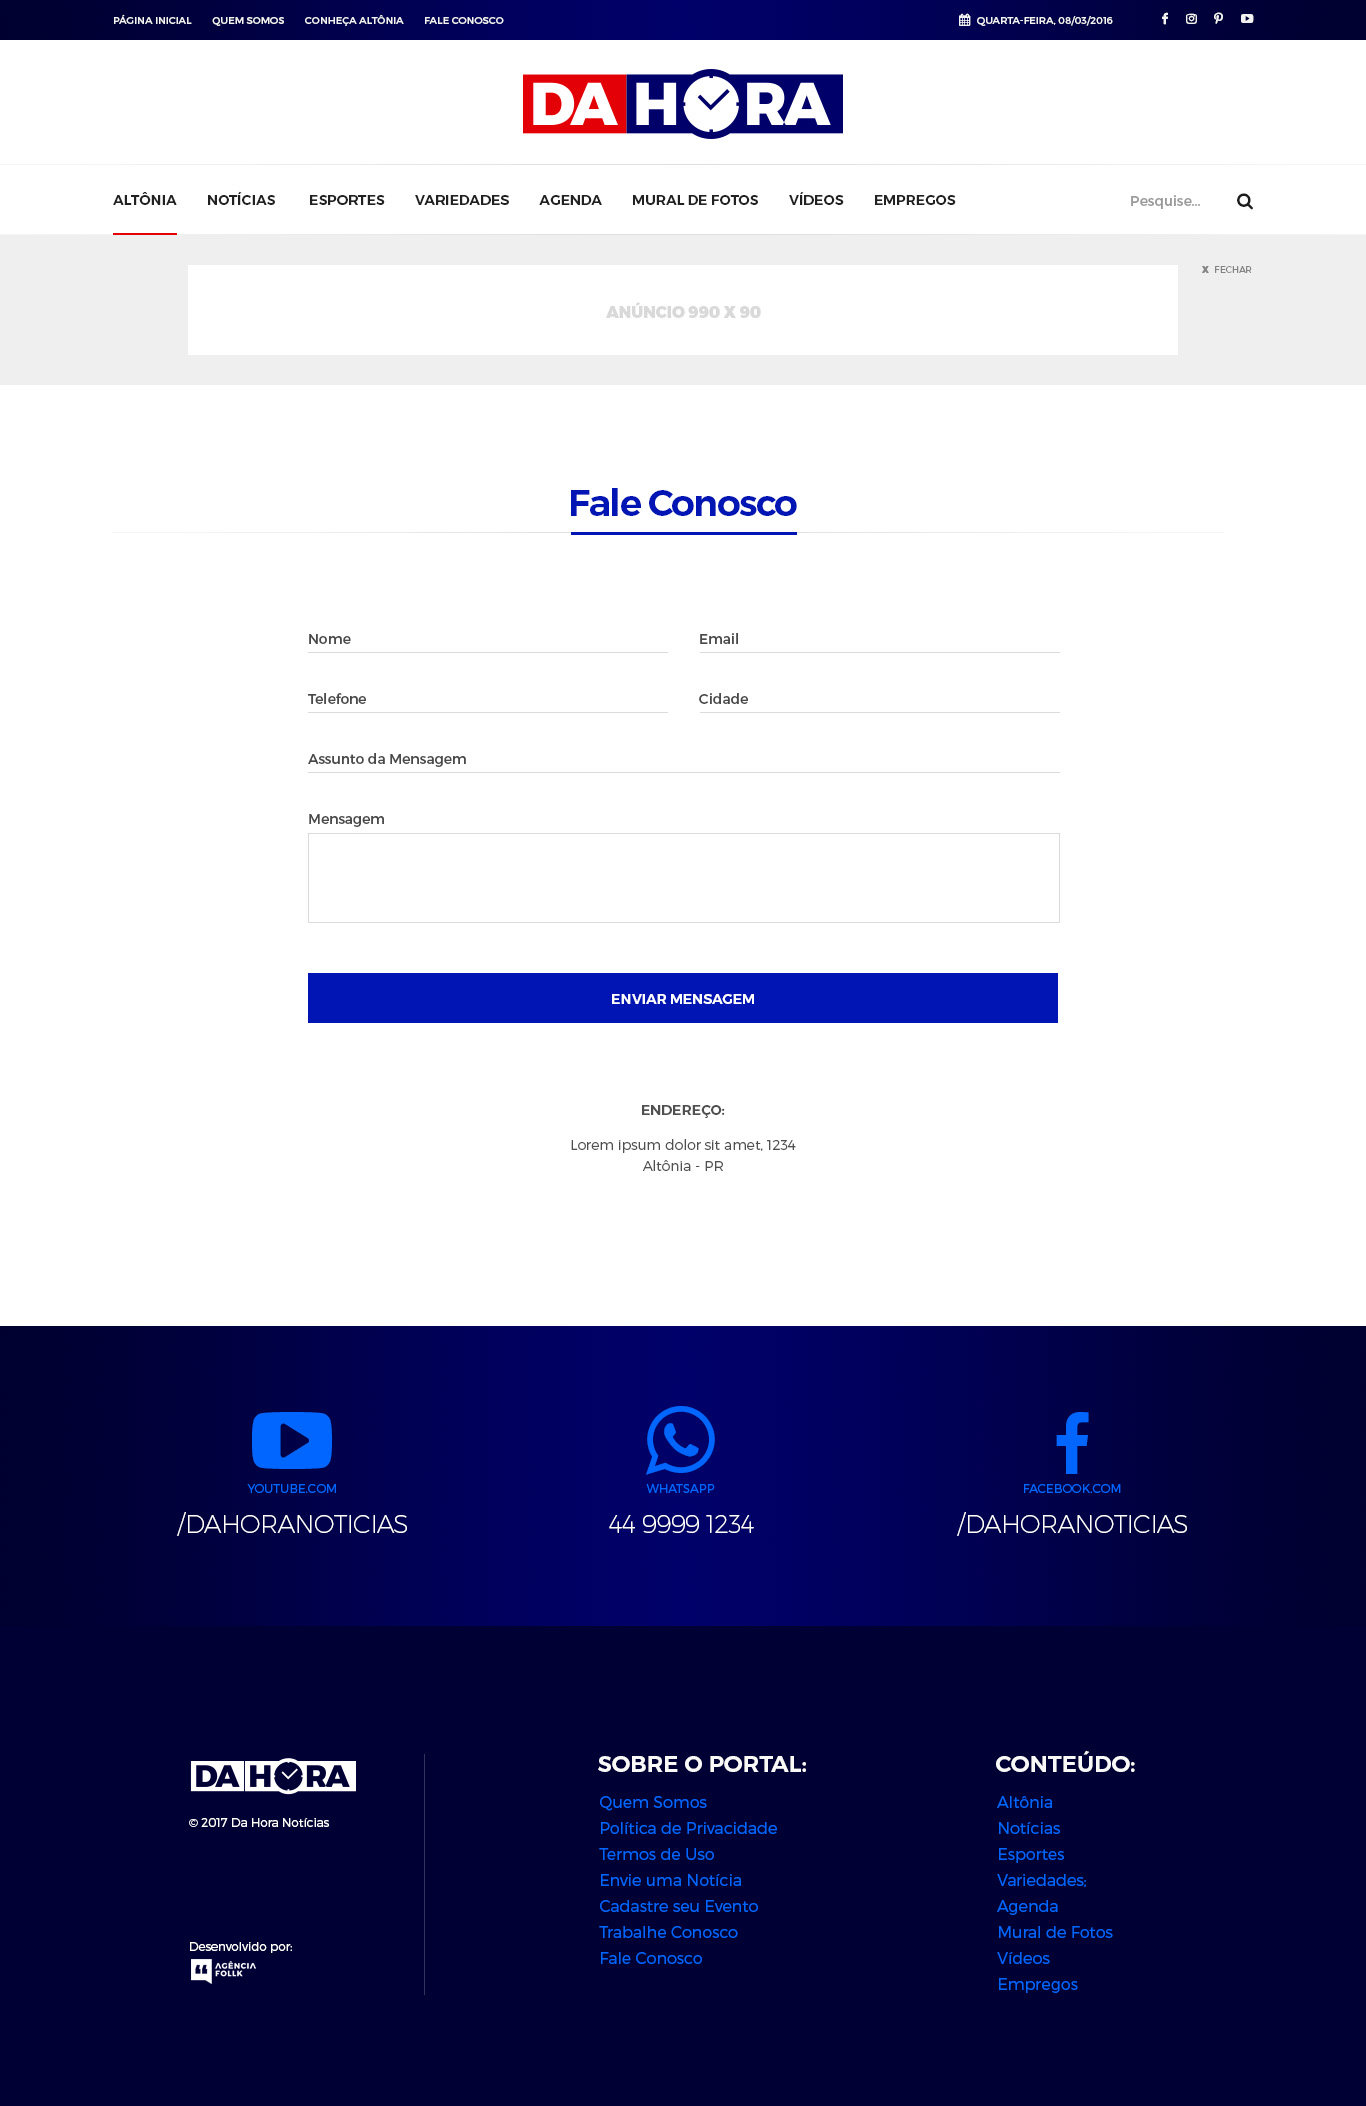 PÁGINA INICIAL QUEM SOMOS CONHEÇA ALTÔNIA FALE CONOSCO QUARTA-FEIRA, 08/03/2016
DA HORA
ALTÔNIA NOTÍCIAS ESPORTES VARIEDADES AGENDA MURAL DE FOTOS VÍDEOS EMPREGOS Pesquise...
X FECHAR
ANÚNCIO 990 X 90
Fale Conosco
Nome Email
Telefone Cidade
Assunto da Mensagem
Mensagem
ENVIAR MENSAGEM
ENDEREÇO:
Lorem ipsum dolor sit amet, 1234
Altônia - PR
YOUTUBE.COM
/DAHORANOTICIAS
WHATSAPP
44 9999 1234
FACEBOOK.COM
/DAHORANOTICIAS
DA HORA
© 2017 Da Hora Notícias
Desenvolvido por:
AGÊNCIA
FOLLK
SOBRE O PORTAL:
Quem Somos
Política de Privacidade
Termos de Uso
Envie uma Notícia
Cadastre seu Evento
Trabalhe Conosco
Fale Conosco
CONTEÚDO:
Altônia
Notícias
Esportes
Variedades;
Agenda
Mural de Fotos
Vídeos
Empregos